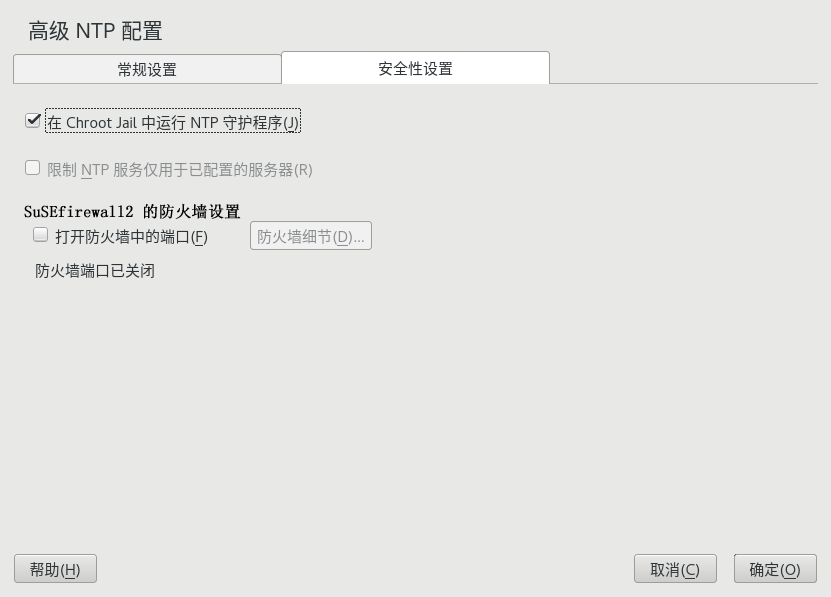 高级 NTP 配置
常规设置 安全性设置
在 Chroot Jail 中运行 NTP 守护程序(J)
限制 NTP 服务仅用于已配置的服务器(R)
SuSEfirewall2 的防火墙设置
打开防火墙中的端口(F) 防火墙细节(D)...
防火墙端口已关闭
帮助(H) 取消(C) 确定(O)